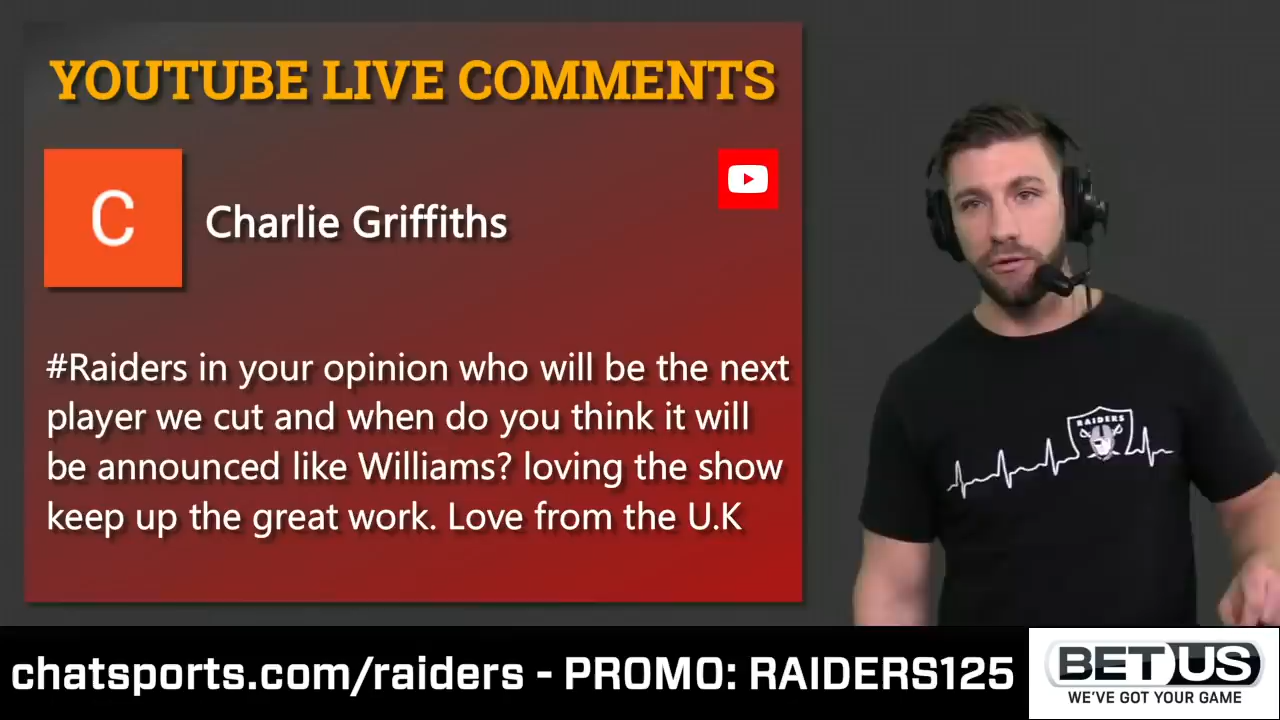 YOUTUBE LIVE COMMENTS
C
Charlie Griffiths
#Raiders in your opinion who will be the next
player we cut and when do you think it will
be announced like Williams? loving the show
keep up the great work. Love from the U.K
RAIDERS
chatsports.com/raiders - PROMO: RAIDERS125
BETUS
WE'VE GOT YOUR GAME